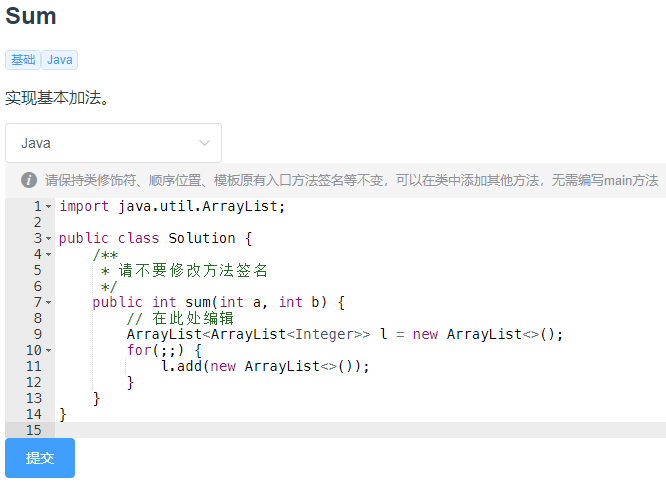 Sum
基础 Java
实现基本加法。
Java
请保持类修饰符、顺序位置、模板原有入口方法签名等不变，可以在类中添加其他方法，无需编写main方法
1 import java.util.ArrayList;
2
3 public class Solution {
4     /**
5      * 请不要修改方法签名
6      */
7     public int sum(int a, int b) {
8         // 在此处编辑
9         ArrayList<ArrayList<Integer>> l = new ArrayList<>();
10         for(;;) {
11             l.add(new ArrayList<>());
12         }
13     }
14 }
15
提交